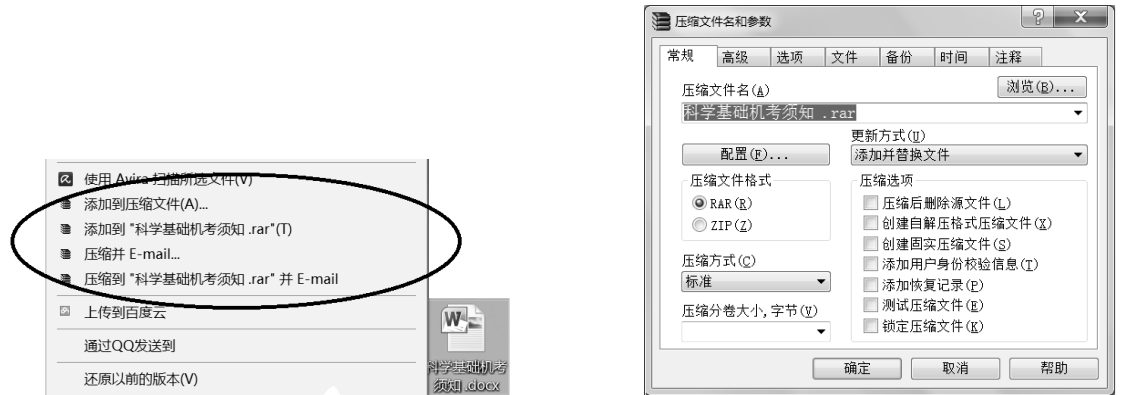 使用 Avira 扫描所选文件(V)
添加到压缩文件(A)...
添加到 "科学基础机考须知 .rar"(T)
压缩并 E-mail...
压缩到 "科学基础机考须知 .rar" 并 E-mail
上传到百度云
通过QQ发送到
还原以前的版本(V)
科学基础机考
须知 .docx
压缩文件名和参数
常规 高级 选项 文件 备份 时间 注释
压缩文件名(A)
浏览(B)...
科学基础机考须知 .rar
更新方式(U)
配置(F)...
添加并替换文件
压缩文件格式
RAR(R)
ZIP(Z)
压缩方式(C)
标准
压缩分卷大小,字节(V)
压缩选项
压缩后删除源文件(L)
创建自解压格式压缩文件(X)
创建固实压缩文件(S)
添加用户身份校验信息(I)
添加恢复记录(P)
测试压缩文件(E)
锁定压缩文件(K)
确定 取消 帮助